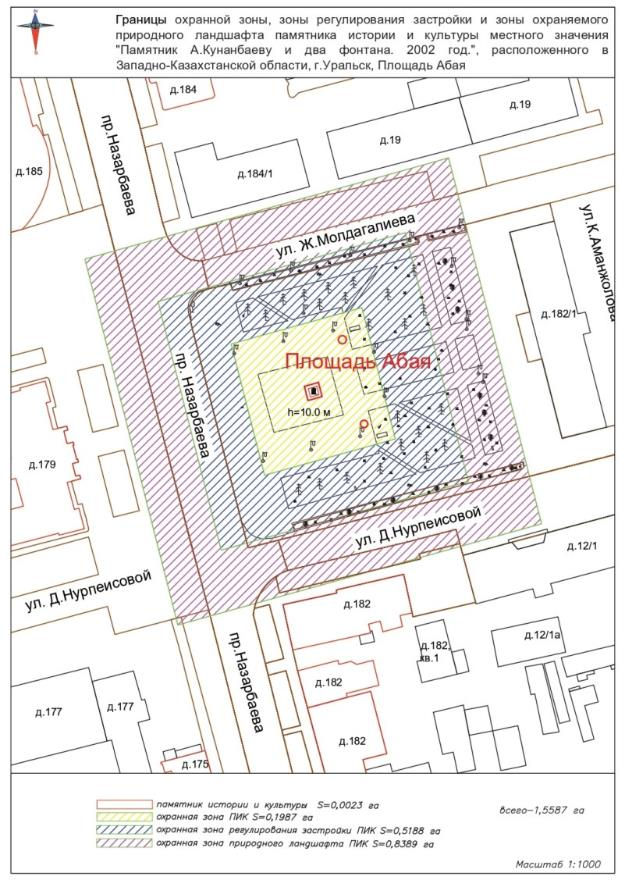 Границы охранной зоны, зоны регулирования застройки и зоны охраняемого
природного ландшафта памятника истории и культуры местного значения
"Памятник А.Кунанбаеву и два фонтана. 2002 год.", расположенного в
Западно-Казахстанской области, г.Уральск, Площадь Абая
д.184
д.19
д.19
пр.Назарбаева
д.185
д.184/1
ул. Ж.Молдагалиева
ул.К.Аманжолова
д.182/1
пр. Назарбаева
Площадь Абая
h=10.0 м
д.179
ул. Д.Нурпеисовой
д.12/1
ул. Д.Нурпеисовой
д.182
д.12/1а
д.182,
кв.1
пр.Назарбаева
д.182
д.177
д.177
д.182
д.175
памятник истории и культуры S=0,0023 га
охранная зона ПИК S=0,1987 га
охранная зона регулирования застройки ПИК S=0,5188 га
охранная зона природного ландшафта ПИК S=0,8389 га
всего-1,5587 га
Масштаб 1:1000